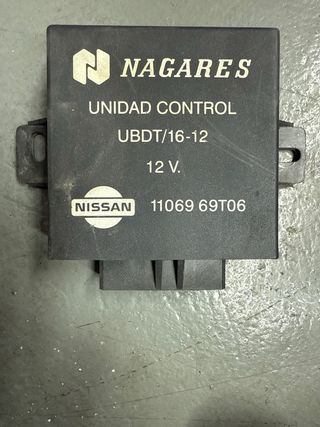 NAGARES
UNIDAD CONTROL
UBDT/16-12
12 V.
NISSAN 11069 69T06